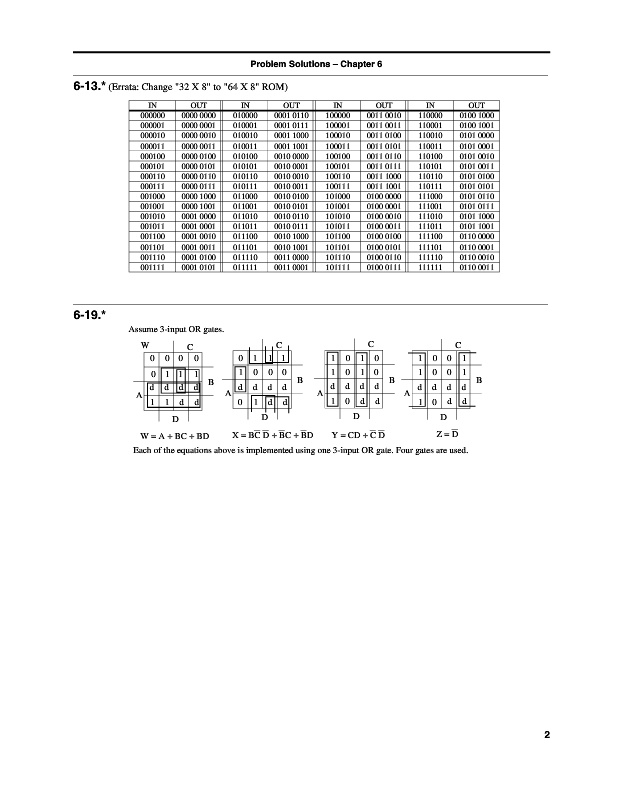 Problem Solutions – Chapter 6
6-13.* (Errata: Change "32 X 8" to "64 X 8" ROM)
IN OUT IN OUT IN OUT IN OUT
000000 0000 0000 010000 0001 0110 100000 0011 0010 110000 0100 1000
000001 0000 0001 010001 0001 0111 100001 0011 0011 110001 0100 1001
000010 0000 0010 010010 0001 1000 100010 0011 0100 110010 0101 0000
000011 0000 0011 010011 0001 1001 100011 0011 0101 110011 0101 0001
000100 0000 0100 010100 0010 0000 100100 0011 0110 110100 0101 0010
000101 0000 0101 010101 0010 0001 100101 0011 0111 110101 0101 0011
000110 0000 0110 010110 0010 0010 100110 0011 1000 110110 0101 0100
000111 0000 0111 010111 0010 0011 100111 0011 1001 110111 0101 0101
001000 0000 1000 011000 0010 0100 101000 0100 0000 111000 0101 0110
001001 0000 1001 011001 0010 0101 101001 0100 0001 111001 0101 0111
001010 0001 0000 011010 0010 0110 101010 0100 0010 111010 0101 1000
001011 0001 0001 011011 0010 0111 101011 0100 0011 111011 0101 1001
001100 0001 0010 011100 0010 1000 101100 0100 0100 111100 0110 0000
001101 0001 0011 011101 0010 1001 101101 0100 0101 111101 0110 0001
001110 0001 0100 011110 0011 0000 101110 0100 0110 111110 0110 0010
001111 0001 0101 011111 0011 0001 101111 0100 0111 111111 0110 0011
6-19.*
Assume 3-input OR gates.
W C C C C
0 0 0 0 0 1 1 1 1 0 1 0 1 0 0 1
0 1 1 1 B 1 0 0 0 B 1 0 1 0 B 1 0 0 1 B
A d d d d A d d d d A d d d d A d d d d
1 1 d d 0 1 d d 1 0 d d 1 0 d d
D D D D
W = A + BC + BD X = BC̅ D̅ + B̅C + B̅D Y = CD + C̅ D̅ Z = D̅
Each of the equations above is implemented using one 3-input OR gate. Four gates are used.
2